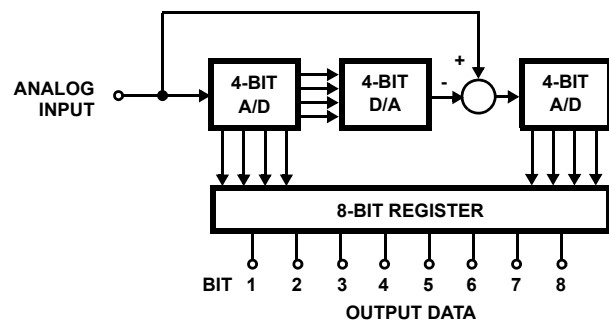 +
4-BIT
A/D
4-BIT
D/A
-
4-BIT
A/D
ANALOG
INPUT
8-BIT REGISTER
BIT 1 2 3 4 5 6 7 8
OUTPUT DATA